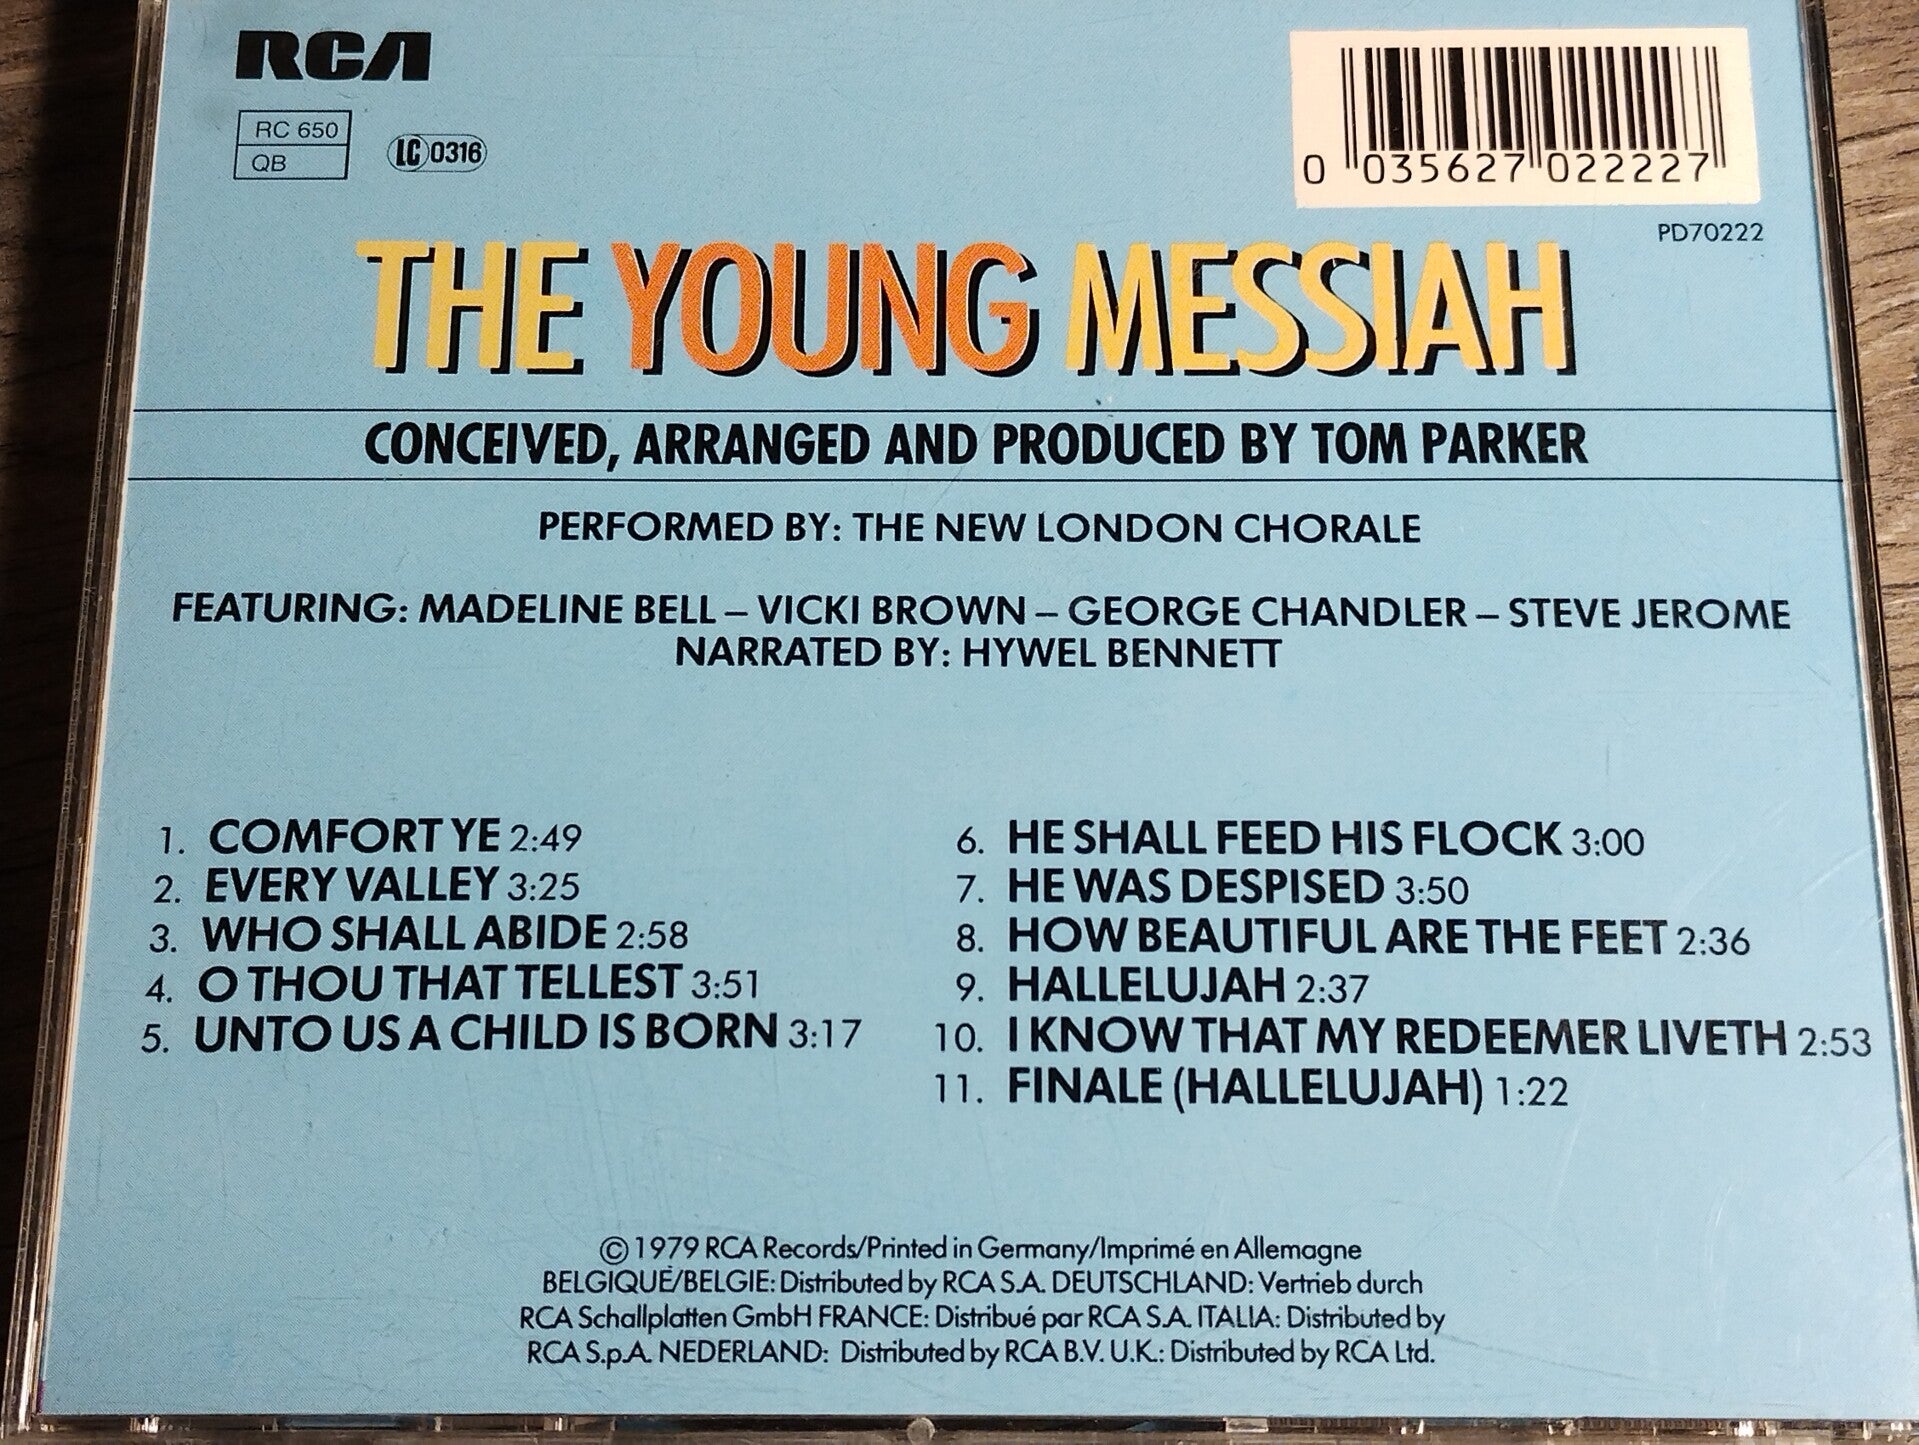 RCA
RC 650
QB
LC 0316
0 035627 022227
PD70222
THE YOUNG MESSIAH
CONCEIVED, ARRANGED AND PRODUCED BY TOM PARKER
PERFORMED BY: THE NEW LONDON CHORALE
FEATURING: MADELINE BELL – VICKI BROWN – GEORGE CHANDLER – STEVE JEROME
NARRATED BY: HYWEL BENNETT
1. COMFORT YE 2:49
2. EVERY VALLEY 3:25
3. WHO SHALL ABIDE 2:58
4. O THOU THAT TELLEST 3:51
5. UNTO US A CHILD IS BORN 3:17
6. HE SHALL FEED HIS FLOCK 3:00
7. HE WAS DESPISED 3:50
8. HOW BEAUTIFUL ARE THE FEET 2:36
9. HALLELUJAH 2:37
10. I KNOW THAT MY REDEEMER LIVETH 2:53
11. FINALE (HALLELUJAH) 1:22
© 1979 RCA Records/Printed in Germany/Imprimé en Allemagne
BELGIQUE/BELGIE: Distributed by RCA S.A. DEUTSCHLAND: Vertrieb durch
RCA Schallplatten GmbH FRANCE: Distribué par RCA S.A. ITALIA: Distributed by
RCA S.p.A. NEDERLAND: Distributed by RCA B.V. U.K.: Distributed by RCA Ltd.